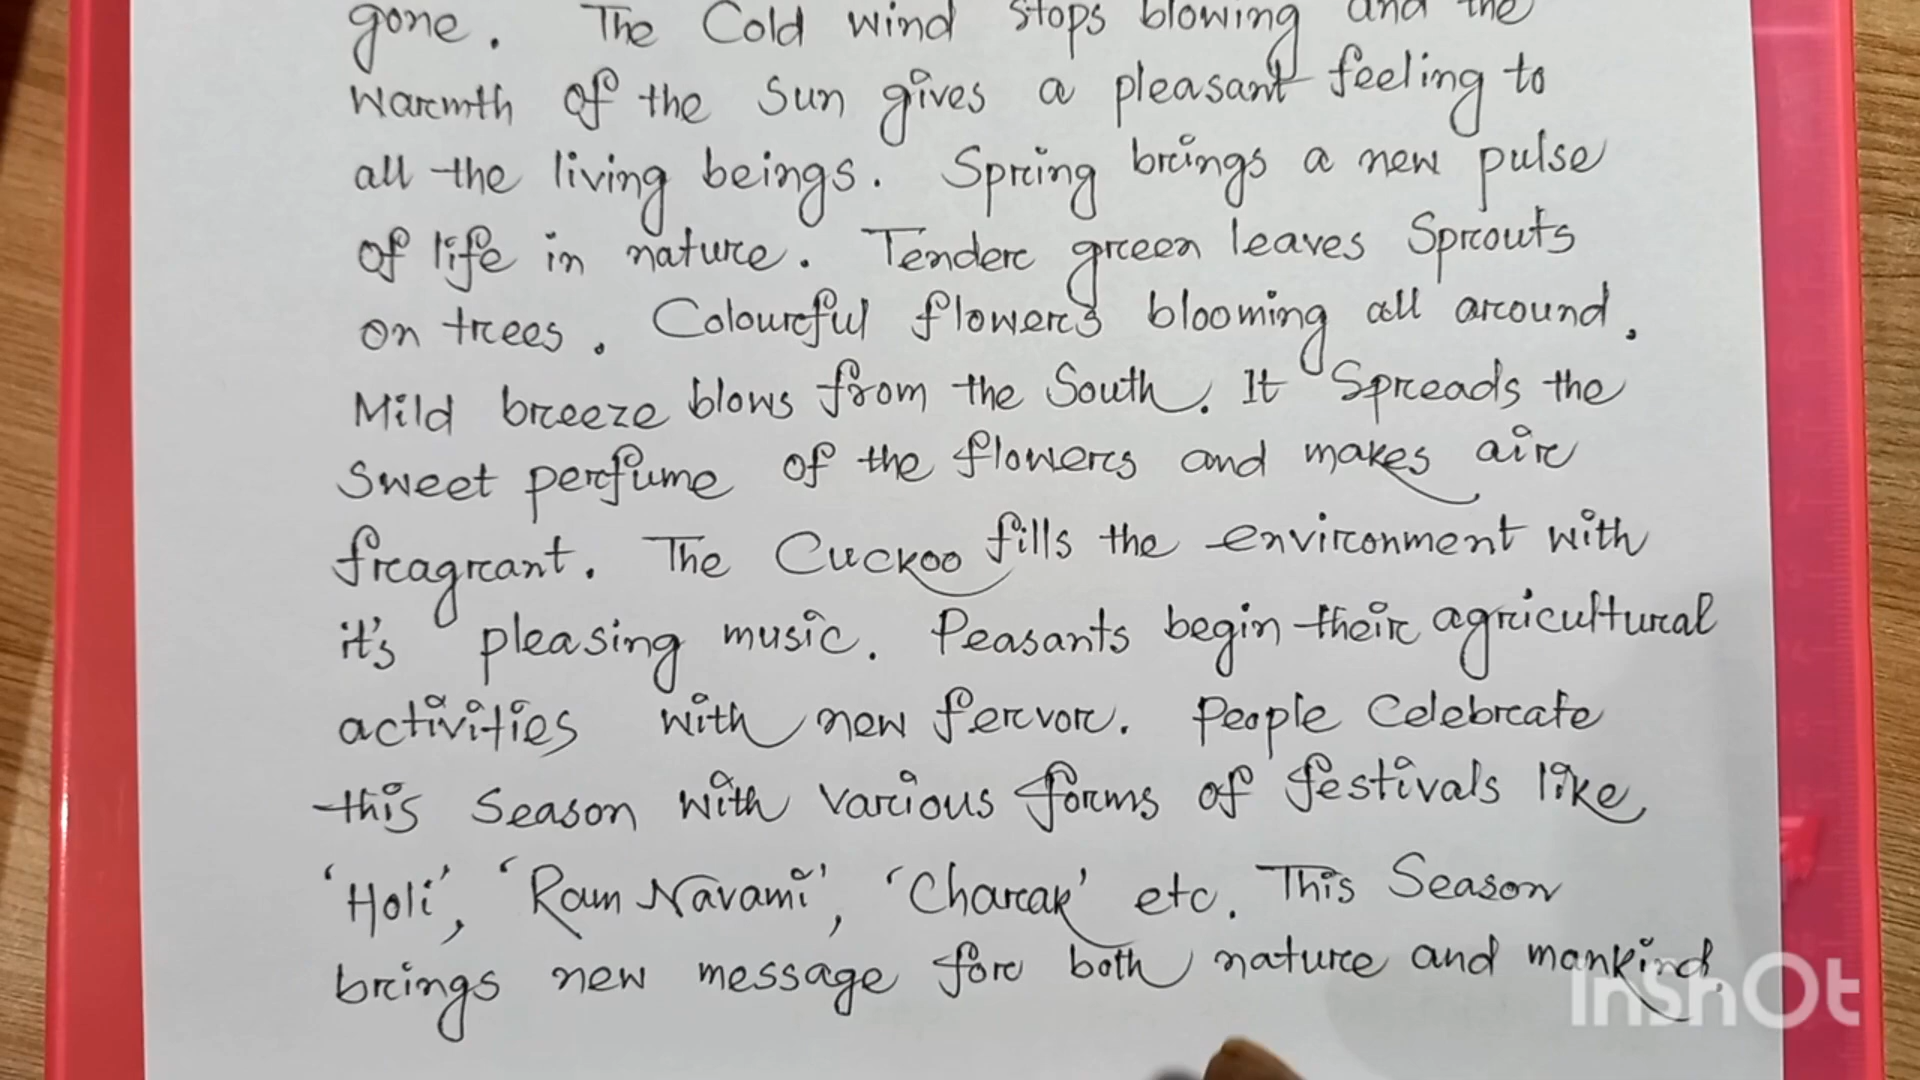 gone. The Cold wind stops blowing and the
warmth of the Sun gives a pleasant feeling to
all the living beings. Spring brings a new pulse
of life in nature. Tender green leaves Sprouts
on trees. Colourful flowers blooming all around.
Mild breeze blows from the South. It Spreads the
Sweet perfume of the flowers and makes air
fragrant. The Cuckoo fills the environment with
it's pleasing music. Peasants begin their agricultural
activities with new fervor. People Celebrate
this Season with various forms of festivals like,
'Holi', 'Ram Navami', 'Charak' etc. This Season
brings new message for both nature and mankind.
InShOt